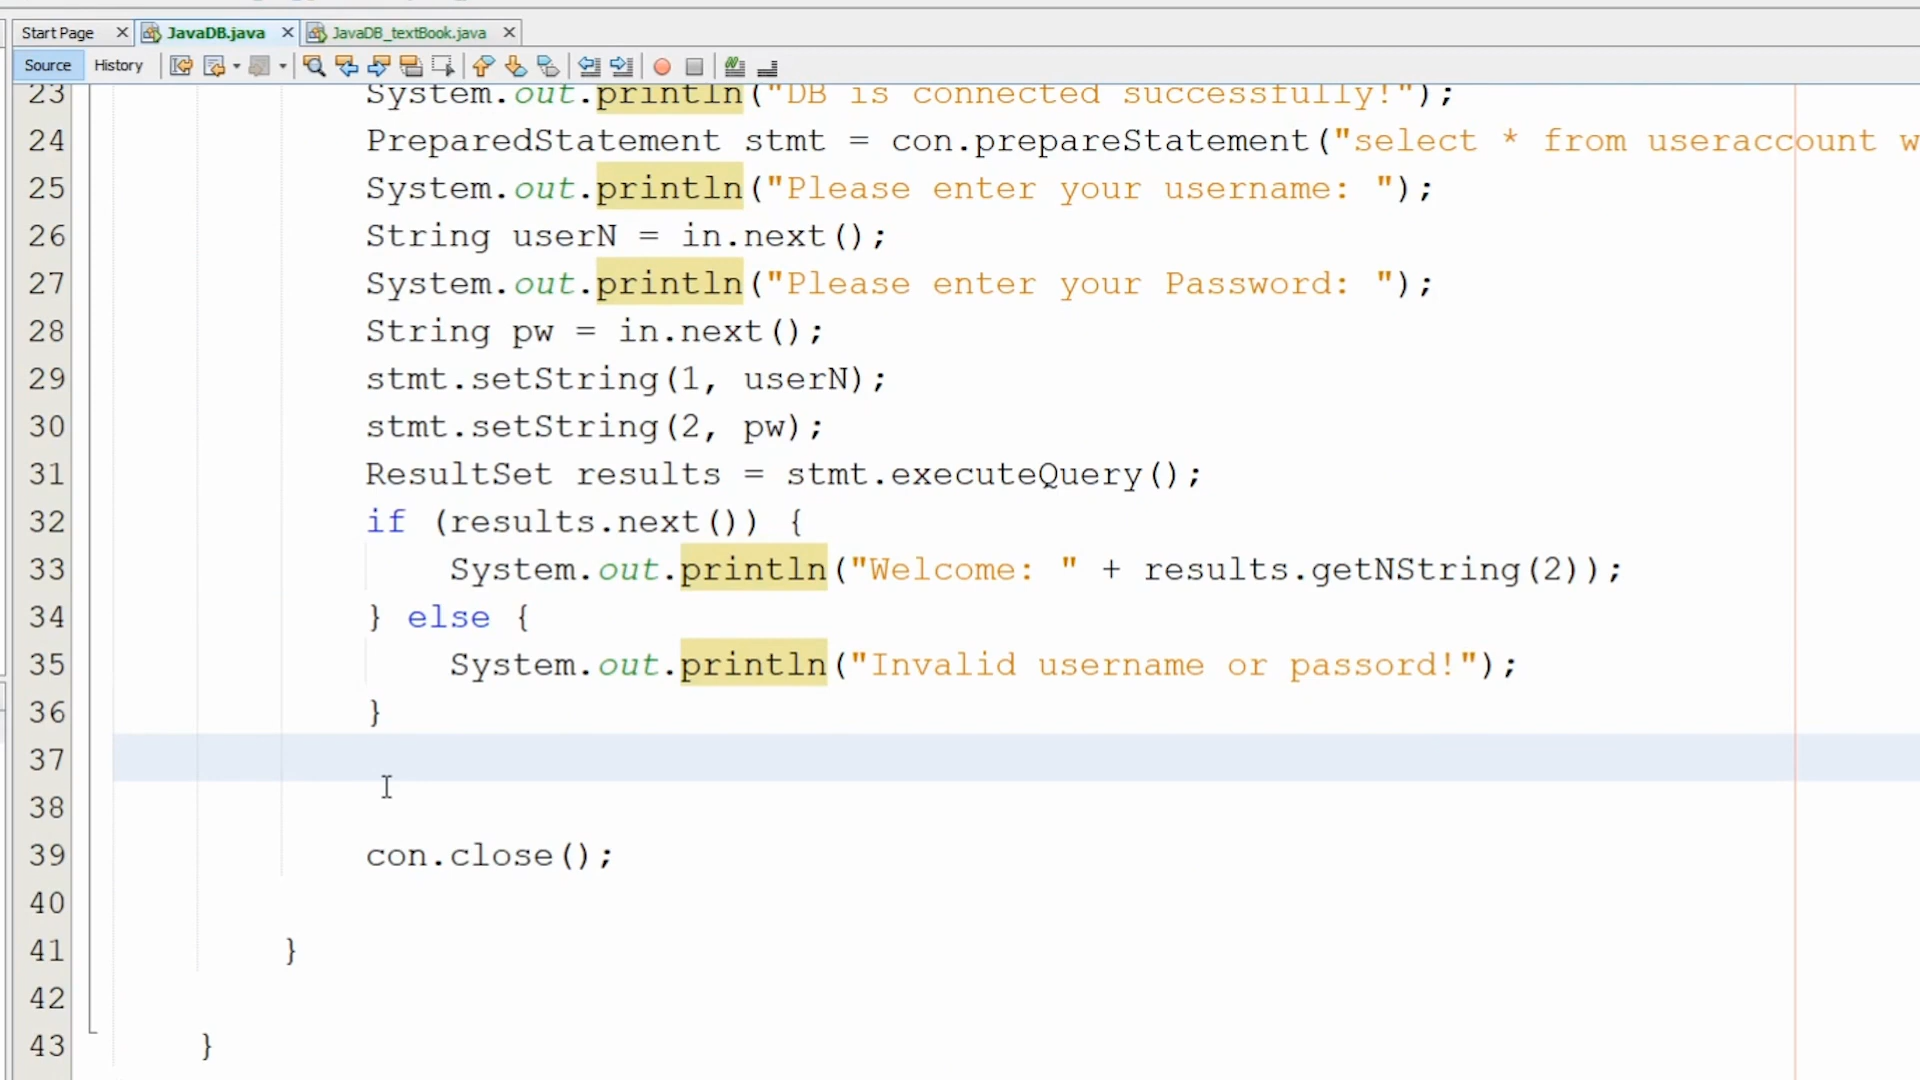 Start Page
JavaDB.java
JavaDB_textBook.java
Source History
23 System.out.println("DB is connected successfully!");
24 PreparedStatement stmt = con.prepareStatement("select * from useraccount w
25 System.out.println("Please enter your username: ");
26 String userN = in.next();
27 System.out.println("Please enter your Password: ");
28 String pw = in.next();
29 stmt.setString(1, userN);
30 stmt.setString(2, pw);
31 ResultSet results = stmt.executeQuery();
32 if (results.next()) {
33 System.out.println("Welcome: " + results.getNString(2));
34 } else {
35 System.out.println("Invalid username or passord!");
36 }
37
38
39 con.close();
40
41 }
42
43 }